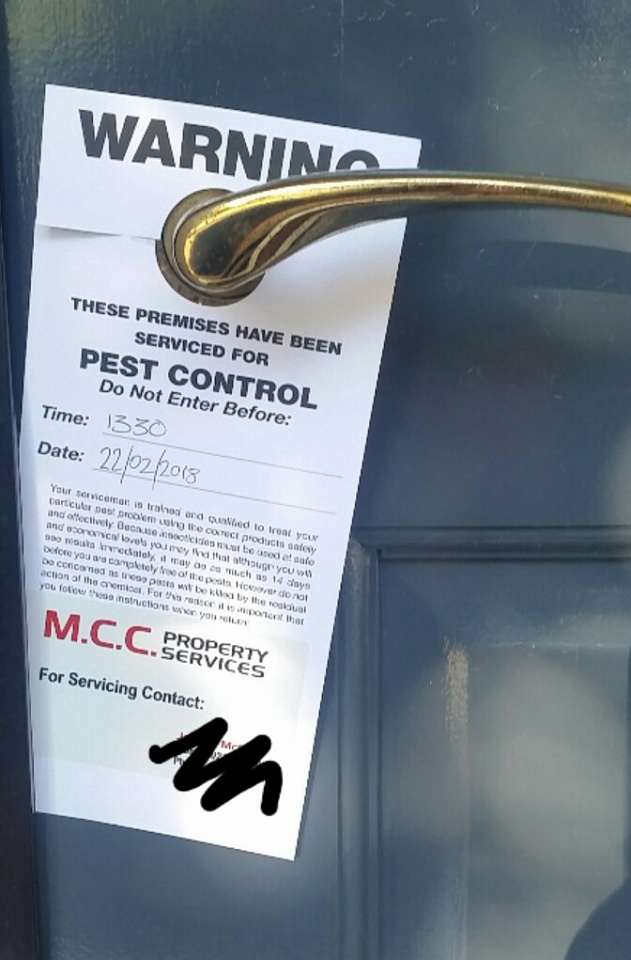 WARNING
THESE PREMISES HAVE BEEN
SERVICED FOR
PEST CONTROL
Do Not Enter Before:
Time: 1330
Date: 22/02/2018
Your serviceman is trained and qualified to treat your
particular pest problem using the correct products safely
and effectively. Because insecticides must be used at safe
and economical levels you may find that although you will
see results immediately, it may be as much as 14 days
before you are completely free of the pests. However do not
be concerned as these pests will be killed by the residual
action of the chemical. For this reason it is important that
you follow these instructions when you return:
M.C.C. PROPERTY
SERVICES
For Servicing Contact: